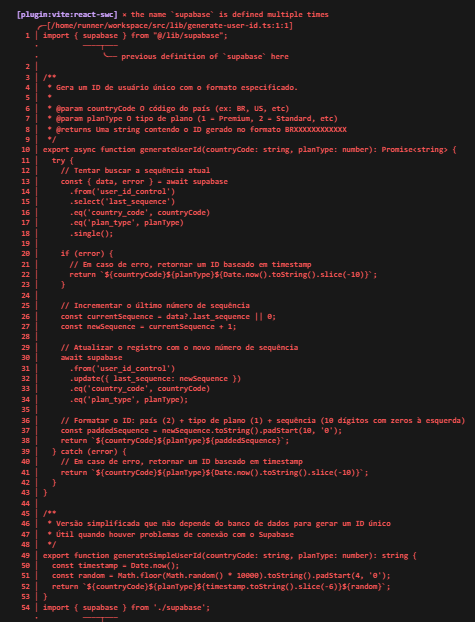 [plugin:vite:react-swc] × the name `supabase` is defined multiple times
╭─[/home/runner/workspace/src/lib/generate-user-id.ts:1:1]
1 │ import { supabase } from "@/lib/supabase";
· ╰── previous definition of `supabase` here
2 │
3 │ /**
4 │  * Gera um ID de usuário único com o formato especificado.
5 │  *
6 │  * @param countryCode O código do país (ex: BR, US, etc)
7 │  * @param planType O tipo de plano (1 = Premium, 2 = Standard, etc)
8 │  * @returns Uma string contendo o ID gerado no formato BRXXXXXXXXXXXX
9 │  */
10 │ export async function generateUserId(countryCode: string, planType: number): Promise<string> {
11 │   try {
12 │     // Tentar buscar a sequência atual
13 │     const { data, error } = await supabase
14 │       .from('user_id_control')
15 │       .select('last_sequence')
16 │       .eq('country_code', countryCode)
17 │       .eq('plan_type', planType)
18 │       .single();
19 │
20 │     if (error) {
21 │       // Em caso de erro, retornar um ID baseado em timestamp
22 │       return `${countryCode}${planType}${Date.now().toString().slice(-10)}`;
23 │     }
24 │
25 │     // Incrementar o último número de sequência
26 │     const currentSequence = data?.last_sequence || 0;
27 │     const newSequence = currentSequence + 1;
28 │
29 │     // Atualizar o registro com o novo número de sequência
30 │     await supabase
31 │       .from('user_id_control')
32 │       .update({ last_sequence: newSequence })
33 │       .eq('country_code', countryCode)
34 │       .eq('plan_type', planType);
35 │
36 │     // Formatar o ID: país (2) + tipo de plano (1) + sequência (10 dígitos com zeros à esquerda)
37 │     const paddedSequence = newSequence.toString().padStart(10, '0');
38 │     return `${countryCode}${planType}${paddedSequence}`;
39 │   } catch (error) {
40 │     // Em caso de erro, retornar um ID baseado em timestamp
41 │     return `${countryCode}${planType}${Date.now().toString().slice(-10)}`;
42 │   }
43 │ }
44 │
45 │ /**
46 │  * Versão simplificada que não depende do banco de dados para gerar um ID único
47 │  * Útil quando houver problemas de conexão com o Supabase
48 │  */
49 │ export function generateSimpleUserId(countryCode: string, planType: number): string {
50 │   const timestamp = Date.now();
51 │   const random = Math.floor(Math.random() * 10000).toString().padStart(4, '0');
52 │   return `${countryCode}${planType}${timestamp.toString().slice(-6)}${random}`;
53 │ }
54 │ import { supabase } from './supabase';